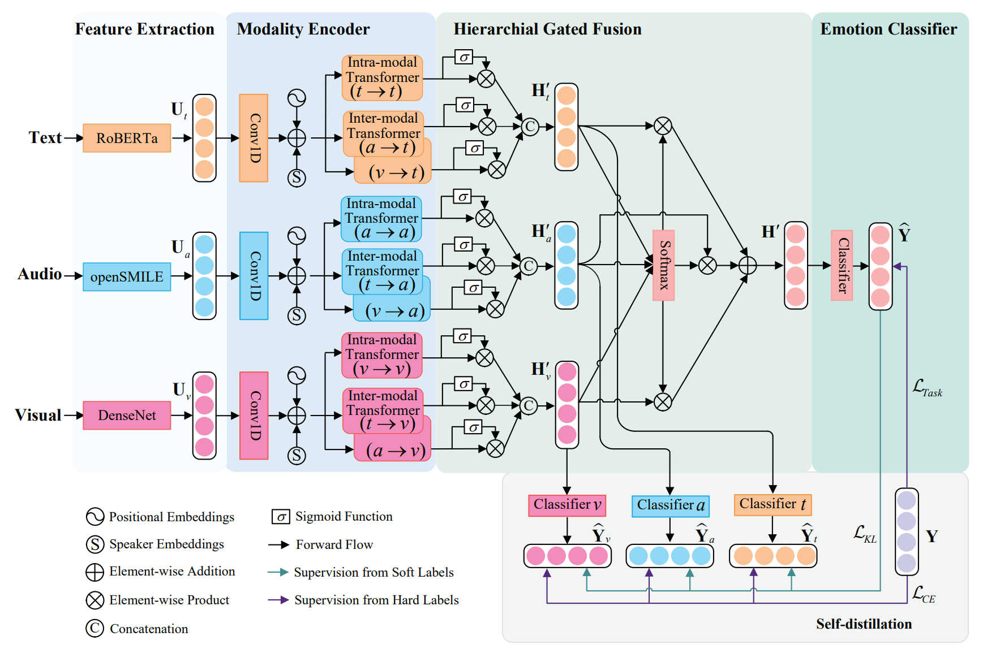 Feature Extraction
Modality Encoder
Hierarchial Gated Fusion
Emotion Classifier
Text
RoBERTa
U_t
Conv1D
S
Intra-modal
Transformer
(t → t)
Inter-modal
Transformer
(a → t)
(v → t)
σ
σ
σ
C
H′_t
Audio
openSMILE
U_a
Conv1D
S
Intra-modal
Transformer
(a → a)
Inter-modal
Transformer
(t → a)
(v → a)
σ
σ
σ
C
H′_a
Softmax
H′
Classifier
Ŷ
Visual
DenseNet
U_v
Conv1D
S
Intra-modal
Transformer
(v → v)
Inter-modal
Transformer
(t → v)
(a → v)
σ
σ
σ
C
H′_v
ℒ_Task
Classifier v
Classifier a
Classifier t
Ŷ_v
Ŷ_a
Ŷ_t
ℒ_KL
Y
ℒ_CE
Self-distillation
Positional Embeddings
S Speaker Embeddings
Element-wise Addition
Element-wise Product
C Concatenation
σ Sigmoid Function
Forward Flow
Supervision from Soft Labels
Supervision from Hard Labels